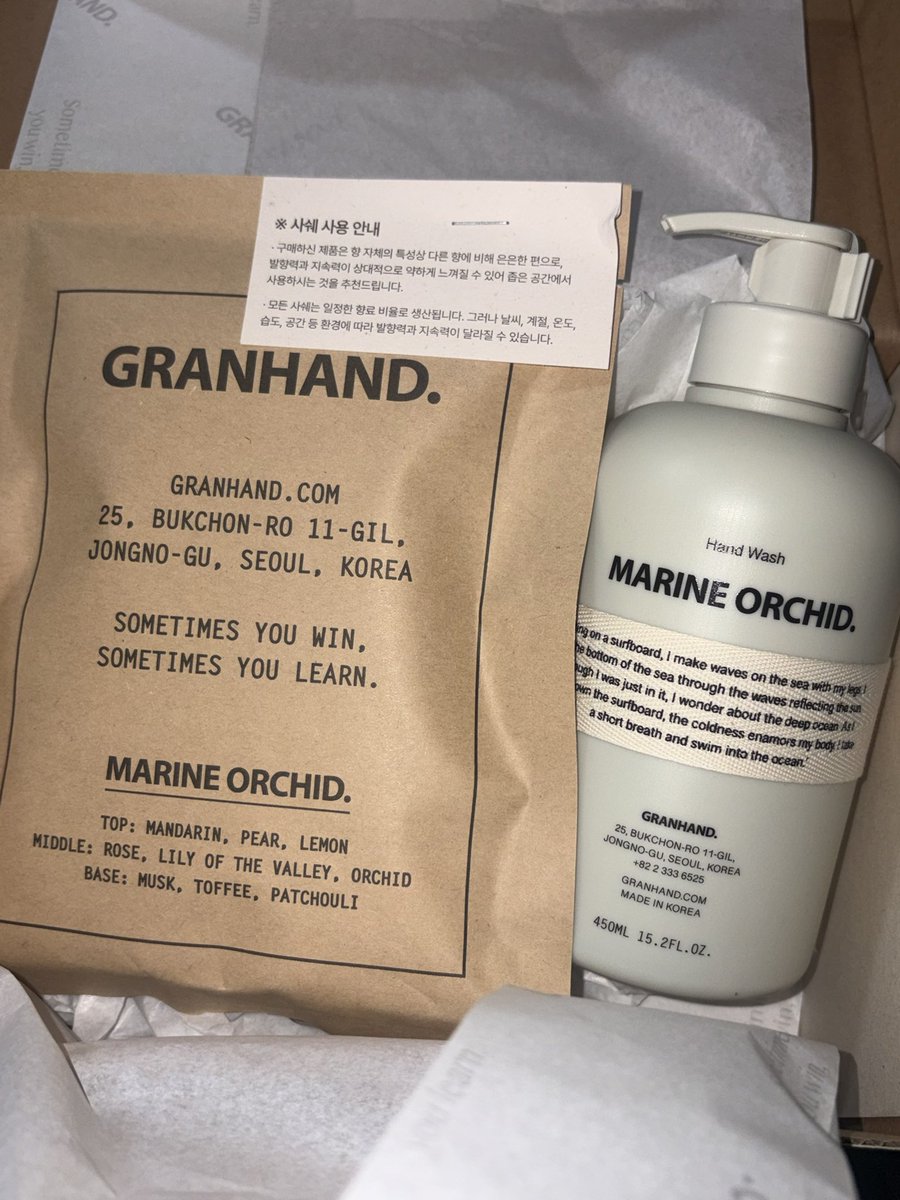 AND.
Sometim
you win,
GRA
※ 사쉐 사용 안내
· 구매하신 제품은 향 자체의 특성상 다른 향에 비해 은은한 편으로,
발향력과 지속력이 상대적으로 약하게 느껴질 수 있어 좁은 공간에서
사용하시는 것을 추천드립니다.
· 모든 사쉐는 일정한 향료 비율로 생산됩니다. 그러나 날씨, 계절, 온도,
습도, 공간 등 환경에 따라 발향력과 지속력이 달라질 수 있습니다.
GRANHAND.
GRANHAND.COM
25, BUKCHON-RO 11-GIL,
JONGNO-GU, SEOUL, KOREA
SOMETIMES YOU WIN,
SOMETIMES YOU LEARN.
MARINE ORCHID.
TOP: MANDARIN, PEAR, LEMON
MIDDLE: ROSE, LILY OF THE VALLEY, ORCHID
BASE: MUSK, TOFFEE, PATCHOULI
Hand Wash
MARINE ORCHID.
ing on a surfboard, I make waves on the sea with my legs. I
he bottom of the sea through the waves reflecting the sun.
ough I was just in it, I wonder about the deep ocean. As I
own the surfboard, the coldness enamors my body. I take
a short breath and swim into the ocean.'
GRANHAND.
25, BUKCHON-RO 11-GIL,
JONGNO-GU, SEOUL, KOREA
+82 2 333 6525
GRANHAND.COM
MADE IN KOREA
450ML 15.2FL.OZ.